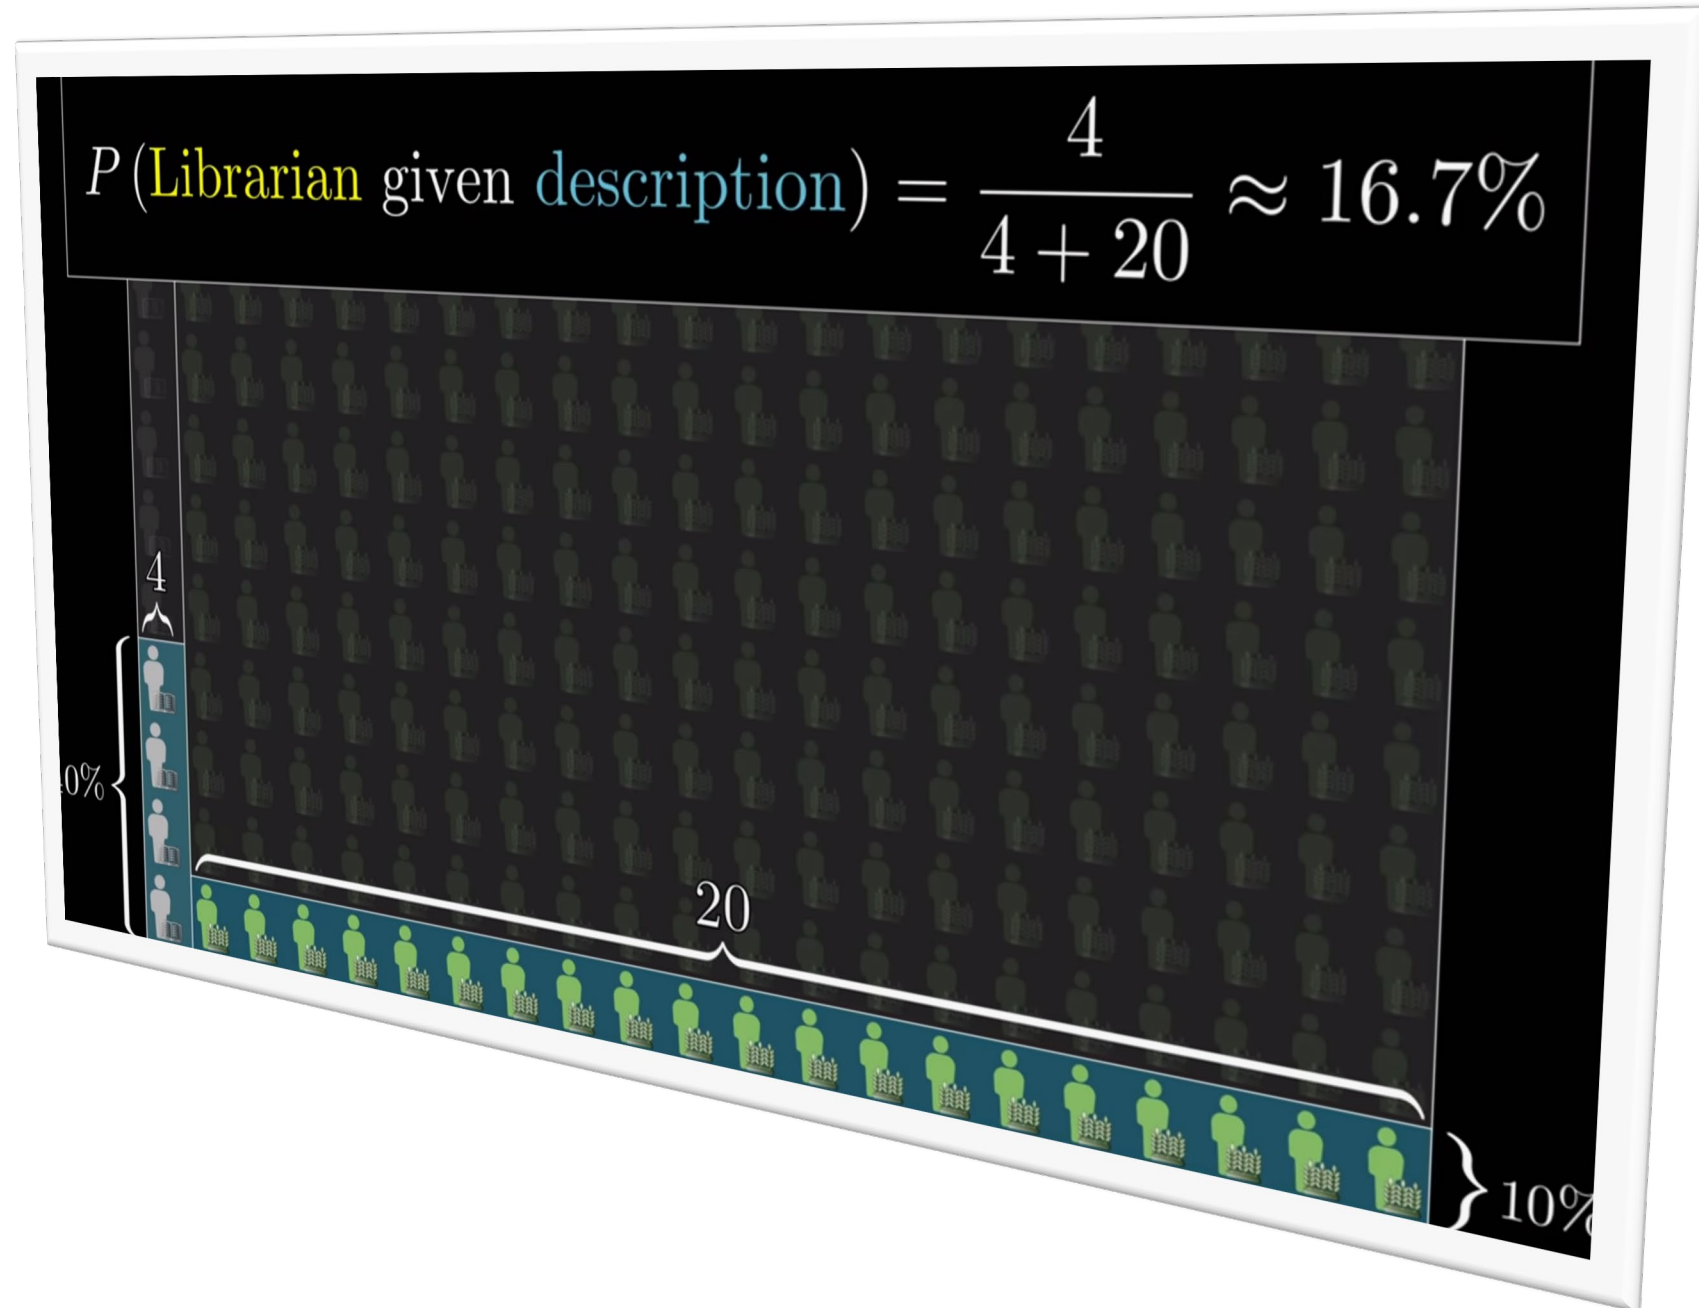 P (Librarian given description) = 4 / 4 + 20 ≈ 16.7%
4
0%
20
10%